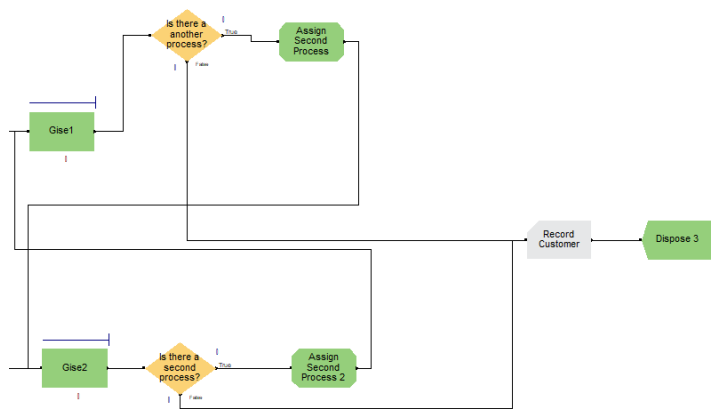 Is there a
another
process?
True
False
Assign
Second
Process
Gise1
Record
Customer
Dispose 3
Gise2
Is there a
second
process?
True
False
Assign
Second
Process 2